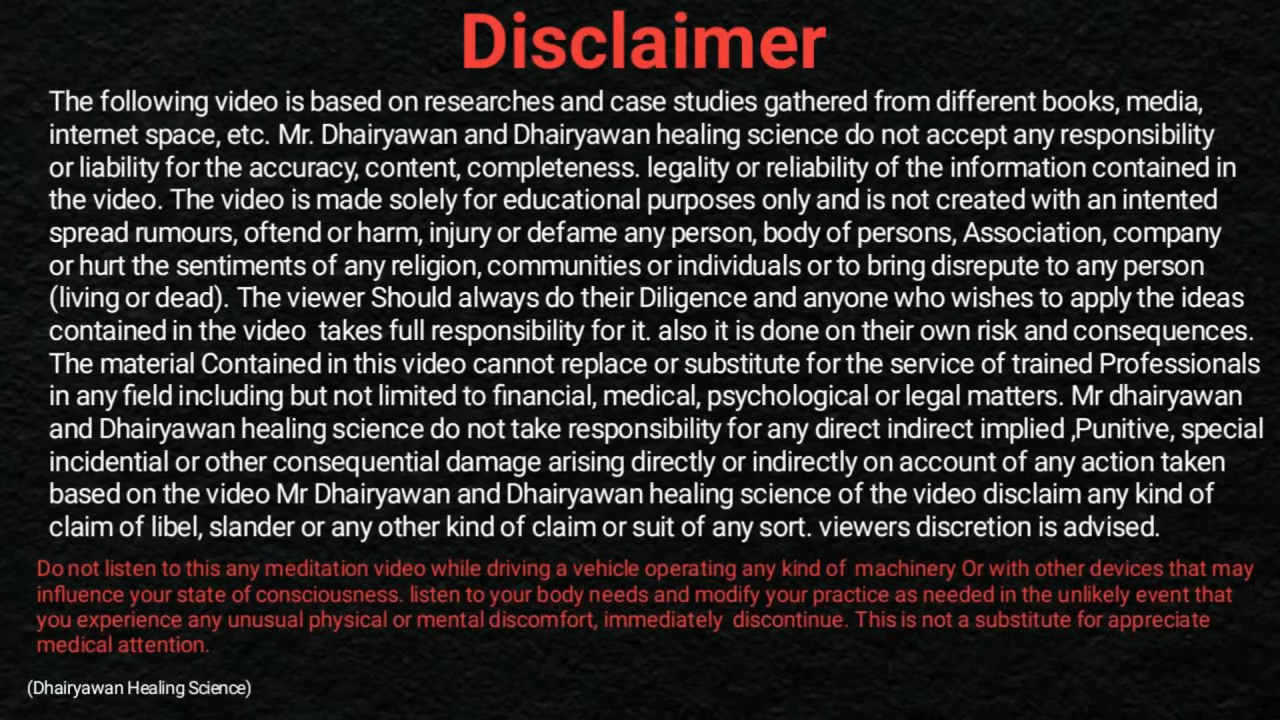 Disclaimer
The following video is based on researches and case studies gathered from different books, media,
internet space, etc. Mr. Dhairyawan and Dhairyawan healing science do not accept any responsibility
or liability for the accuracy, content, completeness. legality or reliability of the information contained in
the video. The video is made solely for educational purposes only and is not created with an intented
spread rumours, oftend or harm, injury or defame any person, body of persons, Association, company
or hurt the sentiments of any religion, communities or individuals or to bring disrepute to any person
(living or dead). The viewer Should always do their Diligence and anyone who wishes to apply the ideas
contained in the video takes full responsibility for it. also it is done on their own risk and consequences.
The material Contained in this video cannot replace or substitute for the service of trained Professionals
in any field including but not limited to financial, medical, psychological or legal matters. Mr dhairyawan
and Dhairyawan healing science do not take responsibility for any direct indirect implied ,Punitive, special
incidential or other consequential damage arising directly or indirectly on account of any action taken
based on the video Mr Dhairyawan and Dhairyawan healing science of the video disclaim any kind of
claim of libel, slander or any other kind of claim or suit of any sort. viewers discretion is advised.
Do not listen to this any meditation video while driving a vehicle operating any kind of machinery Or with other devices that may
influence your state of consciousness. listen to your body needs and modify your practice as needed in the unlikely event that
you experience any unusual physical or mental discomfort, immediately discontinue. This is not a substitute for appreciate
medical attention.
(Dhairyawan Healing Science)